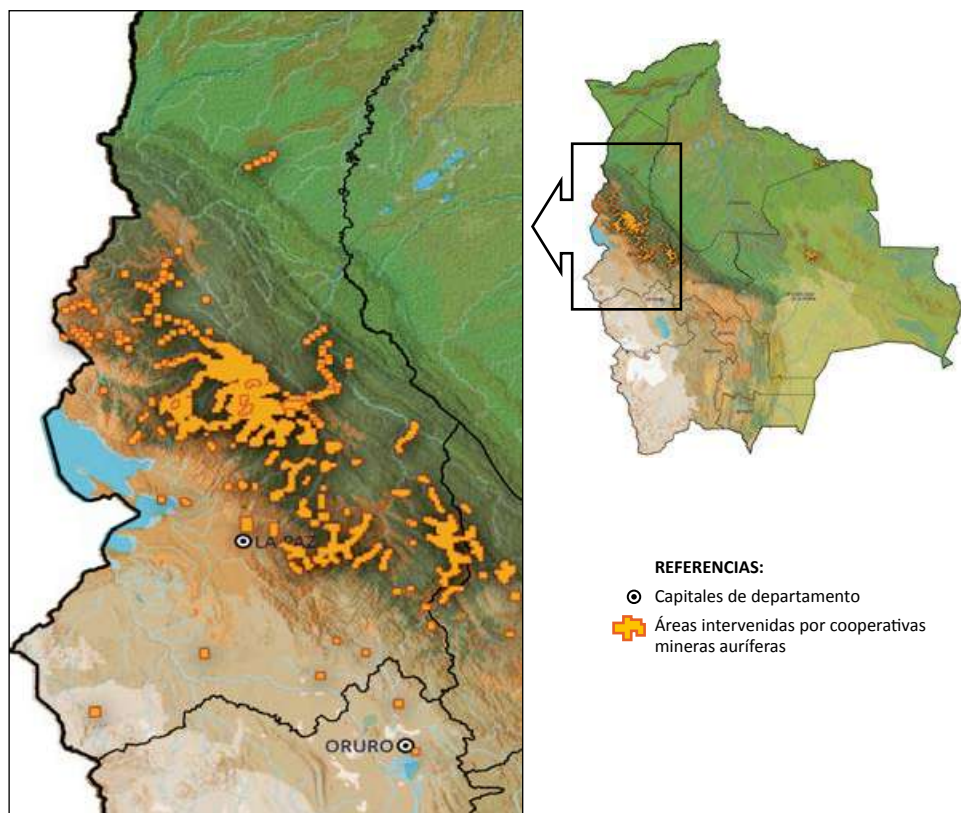 LA PAZ
ORURO
REFERENCIAS:
Capitales de departamento
Áreas intervenidas por cooperativas
mineras auríferas